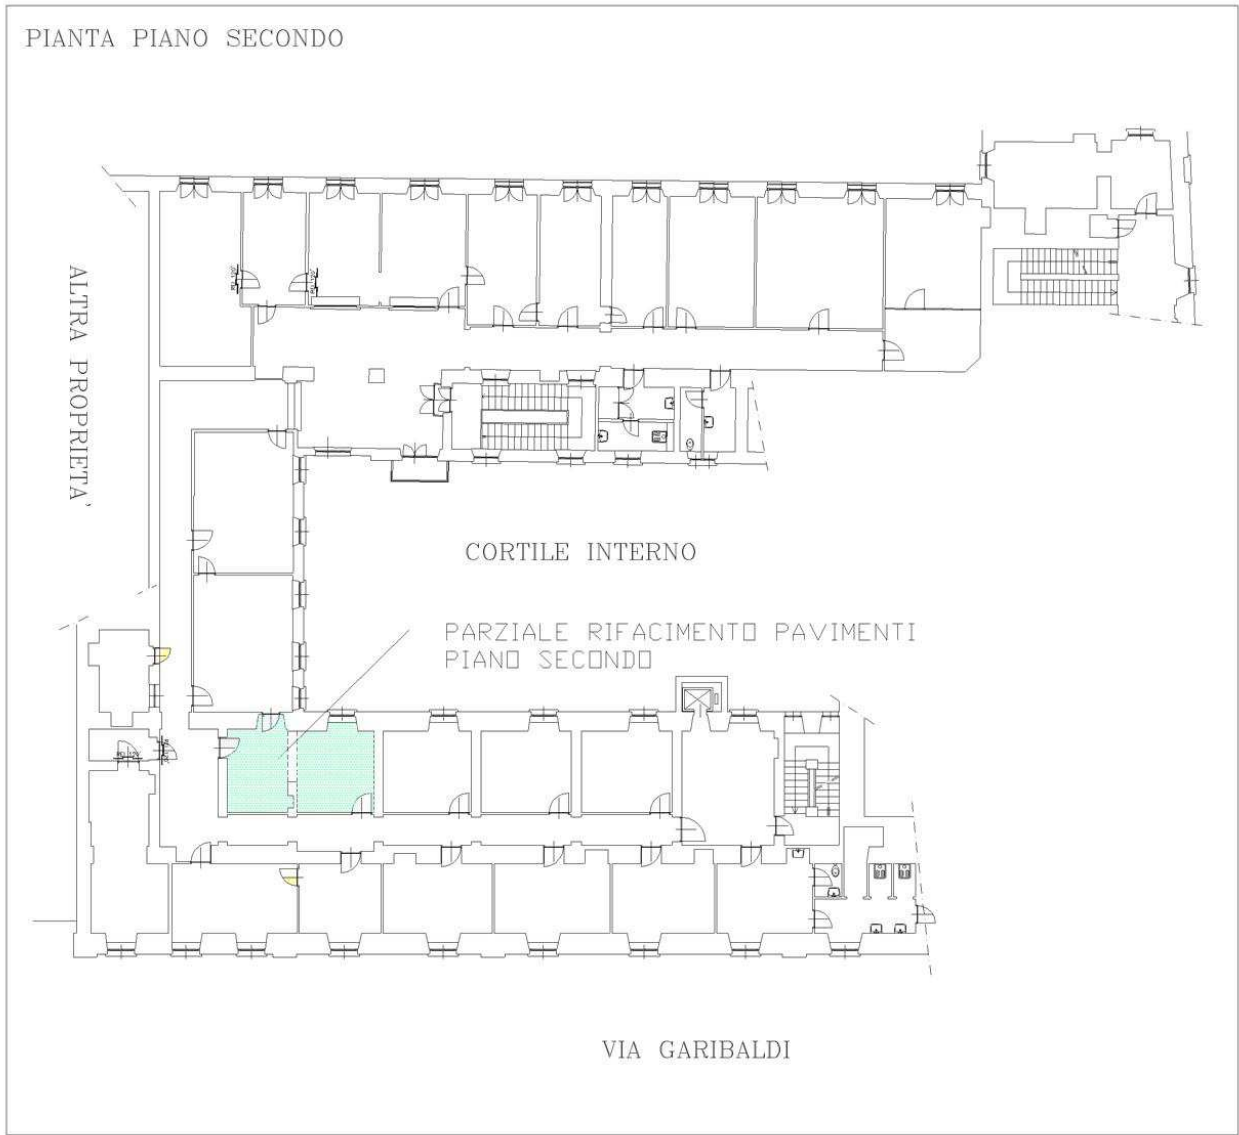 PIANTA PIANO SECONDO
ALTRA PROPRIETA'
CORTILE INTERNO
PARZIALE RIFACIMENTO PAVIMENTI
PIANO SECONDO
VIA GARIBALDI